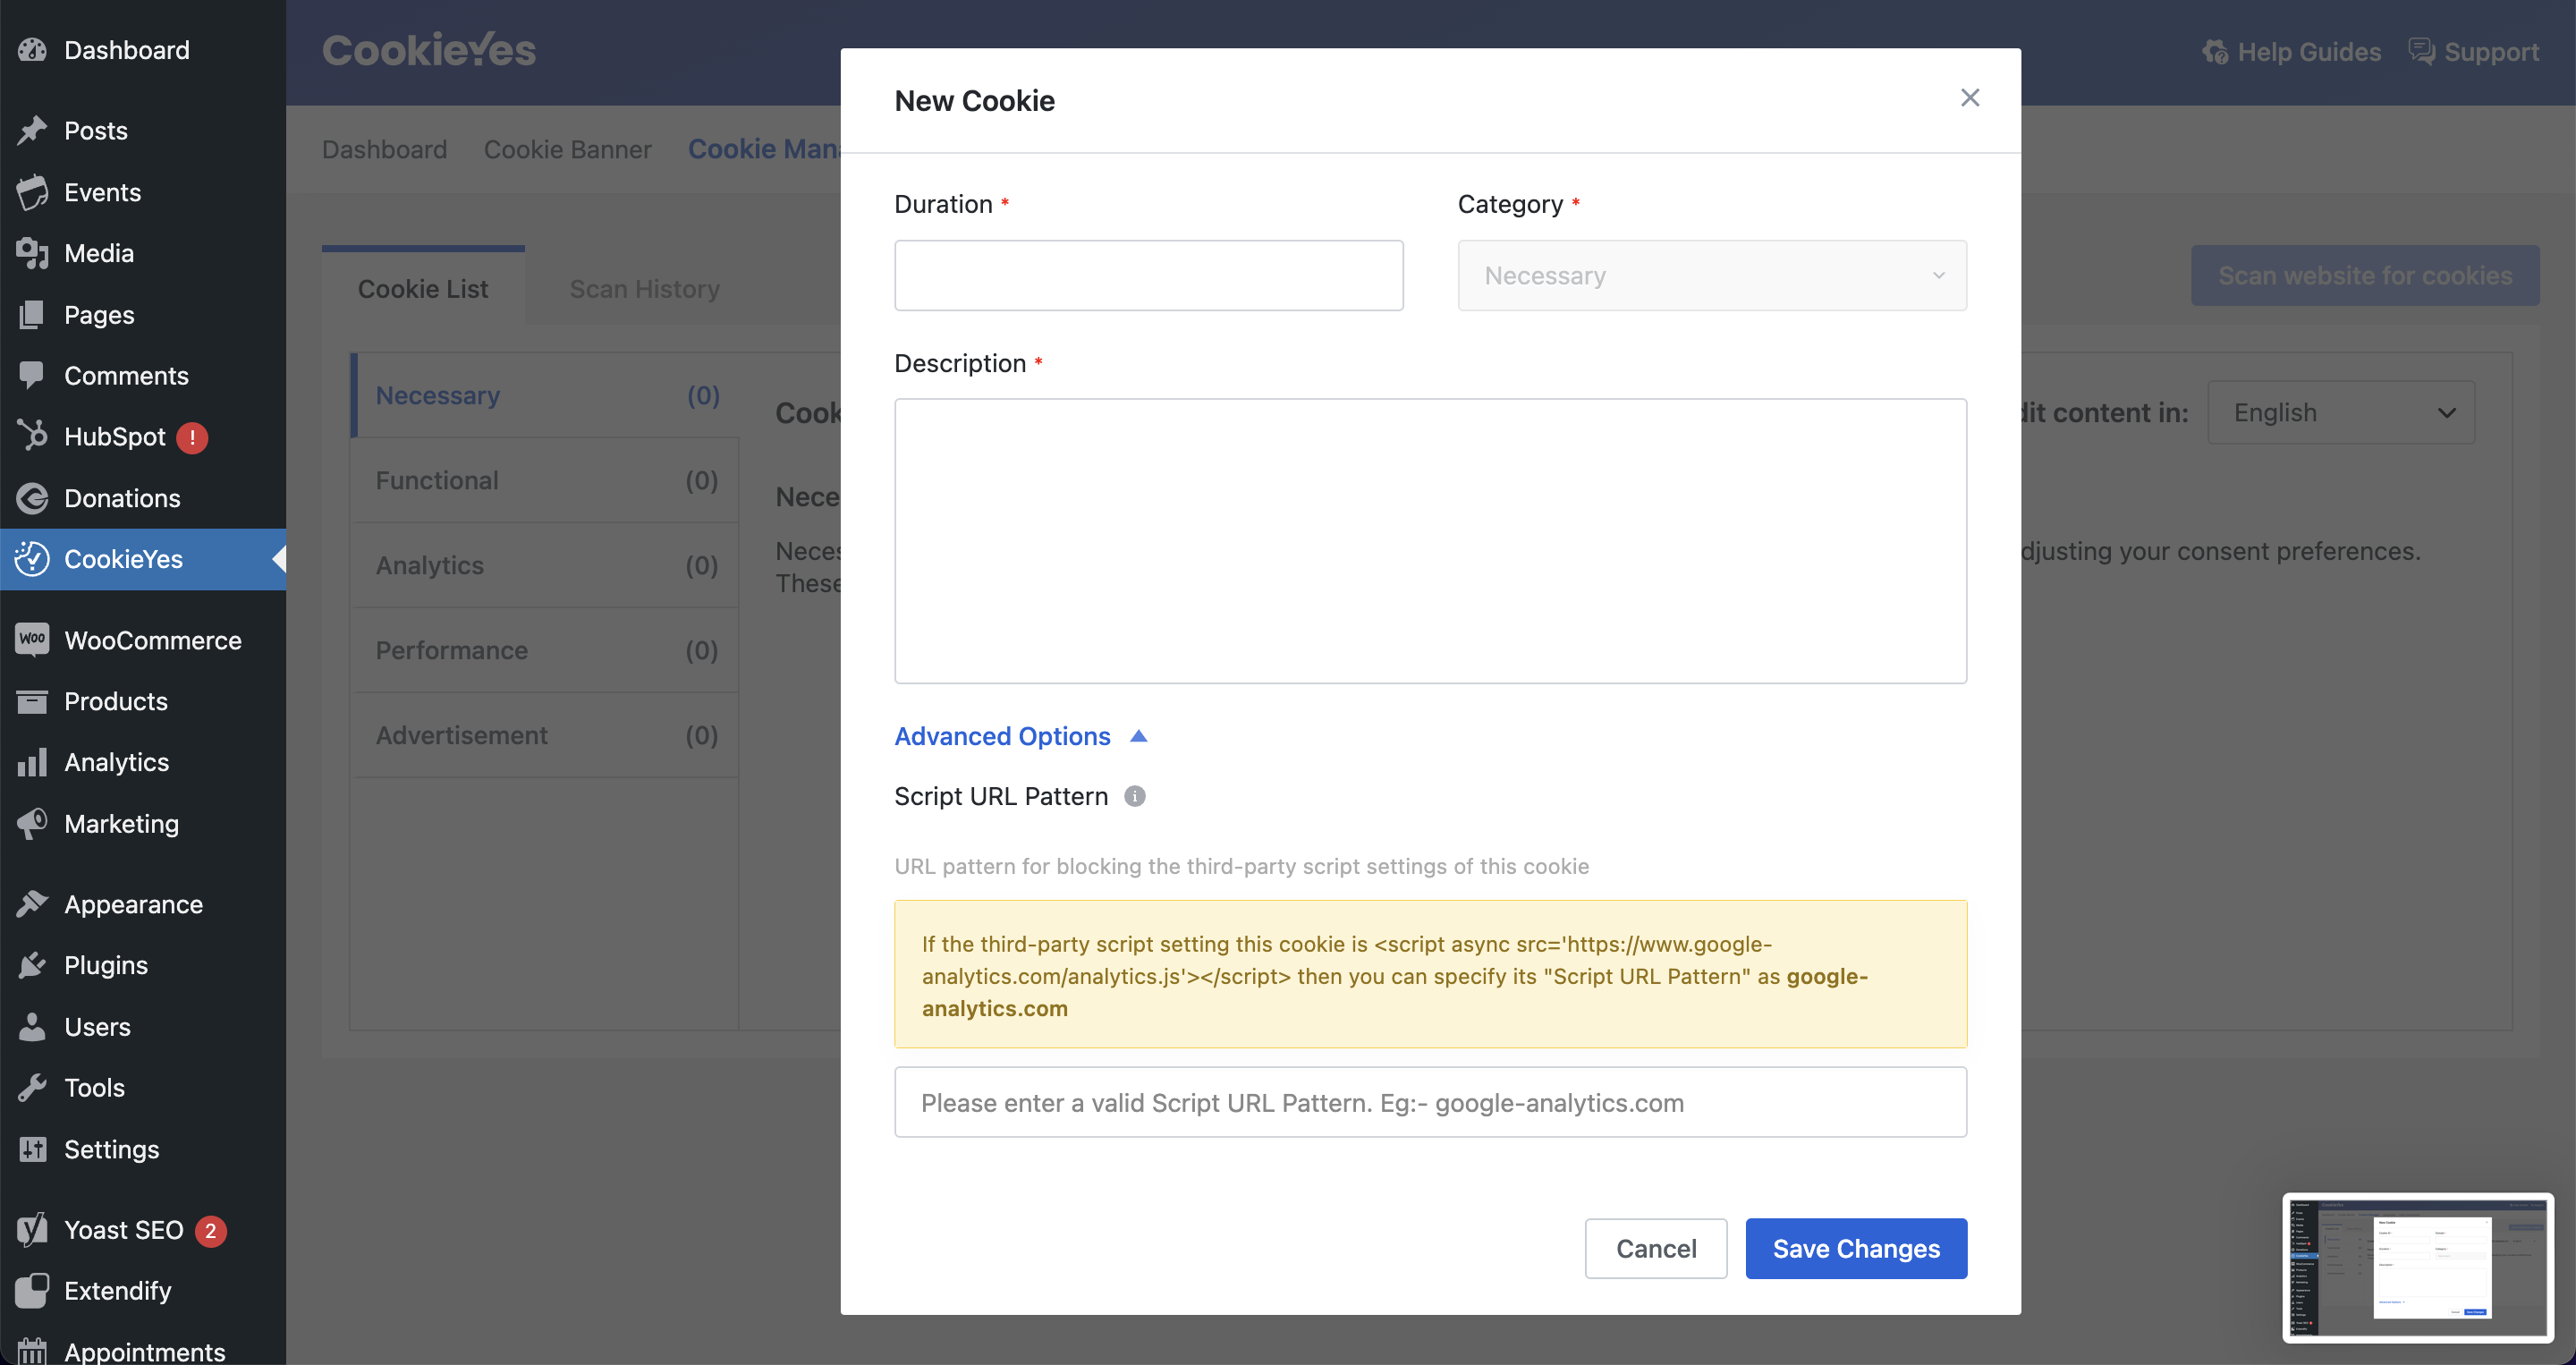 Dashboard
Posts
Events
Media
Pages
Comments
HubSpot !
Donations
CookieYes
WooCommerce
Products
Analytics
Marketing
Appearance
Plugins
Users
Tools
Settings
Yoast SEO 2
Extendify
Appointments
CookieYes
Help Guides
Support
Dashboard Cookie Banner Cookie Mana
Cookie List Scan History
Scan website for cookies
Necessary (0)
Functional (0)
Analytics (0)
Performance (0)
Advertisement (0)
Cook
Nece
Neces
These
dit content in: English
djusting your consent preferences.
New Cookie
Duration *
Category *
Necessary
Description *
Advanced Options
Script URL Pattern
URL pattern for blocking the third-party script settings of this cookie
If the third-party script setting this cookie is <script async src='https://www.google-
analytics.com/analytics.js'></script> then you can specify its "Script URL Pattern" as google-
analytics.com
Please enter a valid Script URL Pattern. Eg:- google-analytics.com
Cancel
Save Changes